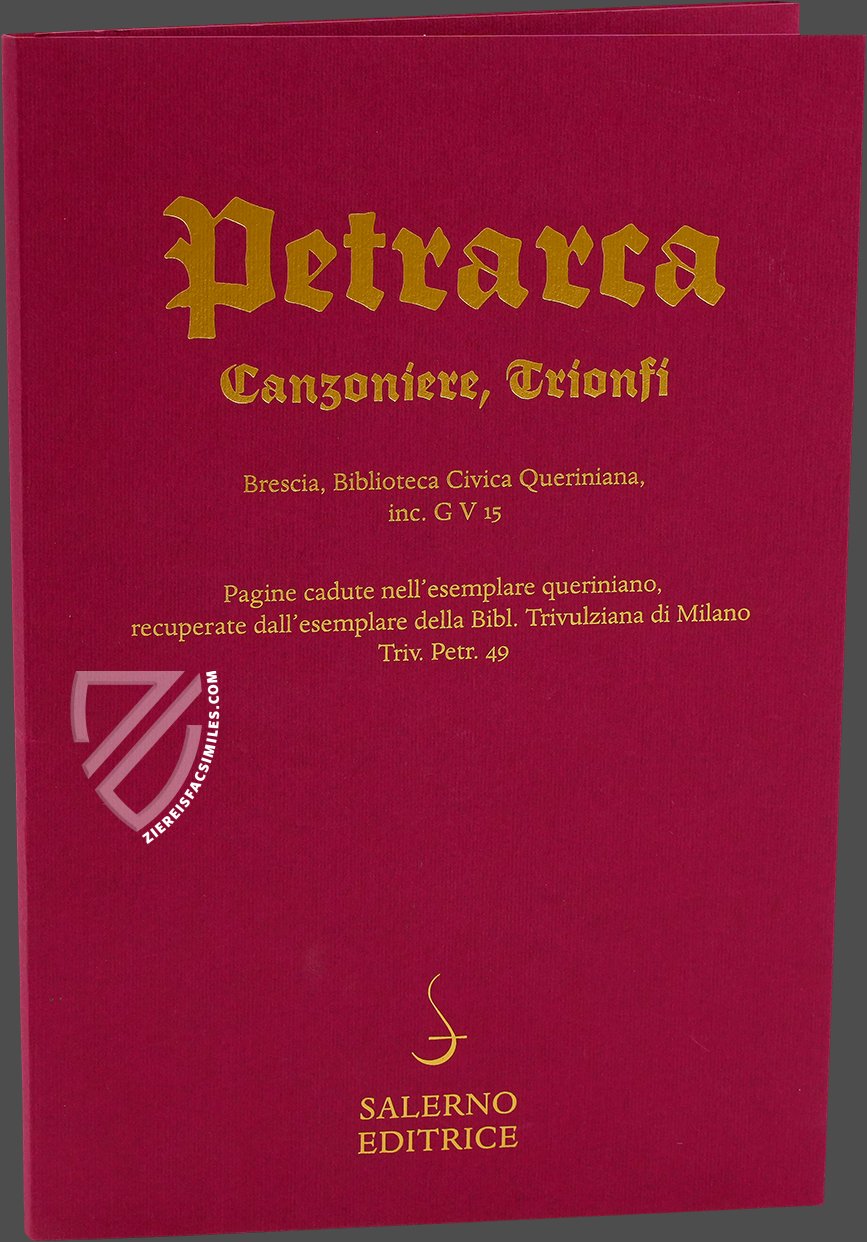 Petrarca
Canzoniere, Trionfi
Brescia, Biblioteca Civica Queriniana,
inc. G V 15
Pagine cadute nell’esemplare queriniano,
recuperate dall’esemplare della Bibl. Trivulziana di Milano
Triv. Petr. 49
ZIEREISFACSIMILES.COM
SALERNO
EDITRICE